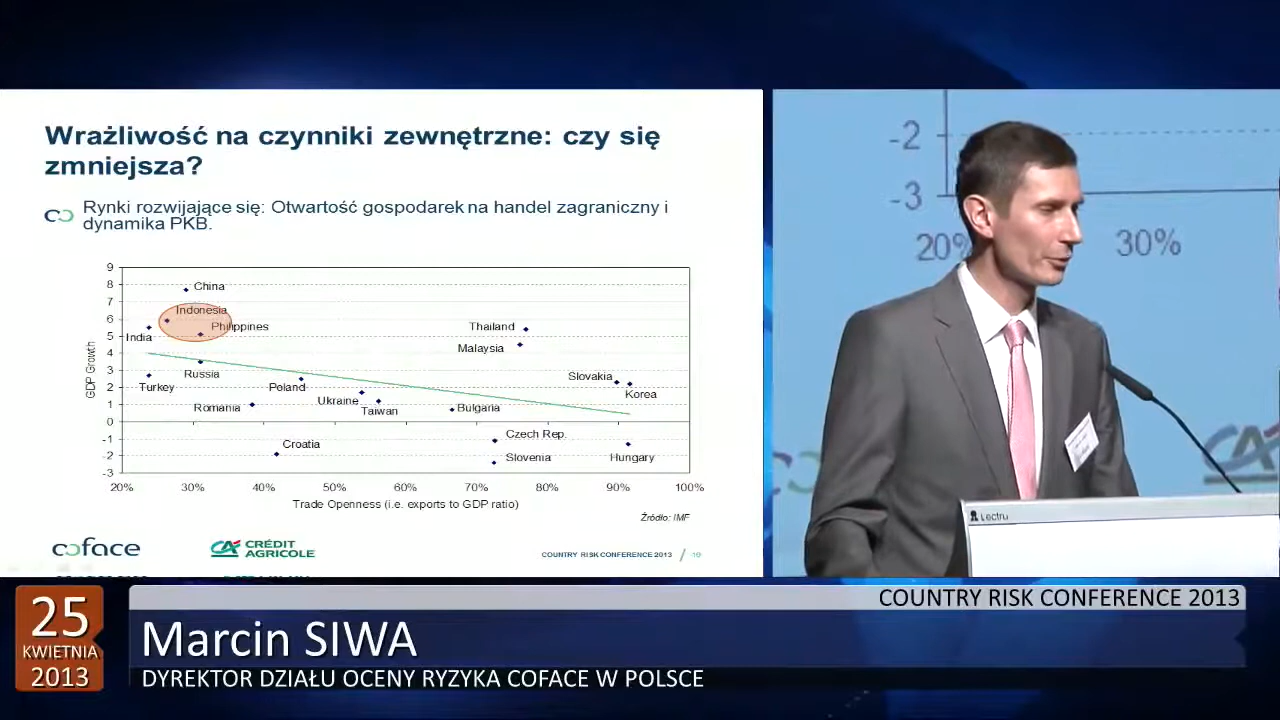 Wrażliwość na czynniki zewnętrzne: czy się
zmniejsza?
Rynki rozwijające się: Otwartość gospodarek na handel zagraniczny i
dynamika PKB.
9
8
7
6
5
4
3
2
1
0
-1
-2
-3
GDP Growth
China
Indonesia
Philippines
India
Thailand
Malaysia
Russia
Turkey
Poland
Slovakia
Korea
Romania
Ukraine
Taiwan
Bulgaria
Croatia
Czech Rep.
Slovenia
Hungary
20% 30% 40% 50% 60% 70% 80% 90% 100%
Trade Openness (i.e. exports to GDP ratio)
Źródło: IMF
coface
CA CRÉDIT
AGRICOLE
COUNTRY RISK CONFERENCE 2013 / 19
-2
-3
20% 30%
CA
Lectru
25
KWIETNIA
2013
COUNTRY RISK CONFERENCE 2013
Marcin SIWA
DYREKTOR DZIAŁU OCENY RYZYKA COFACE W POLSCE